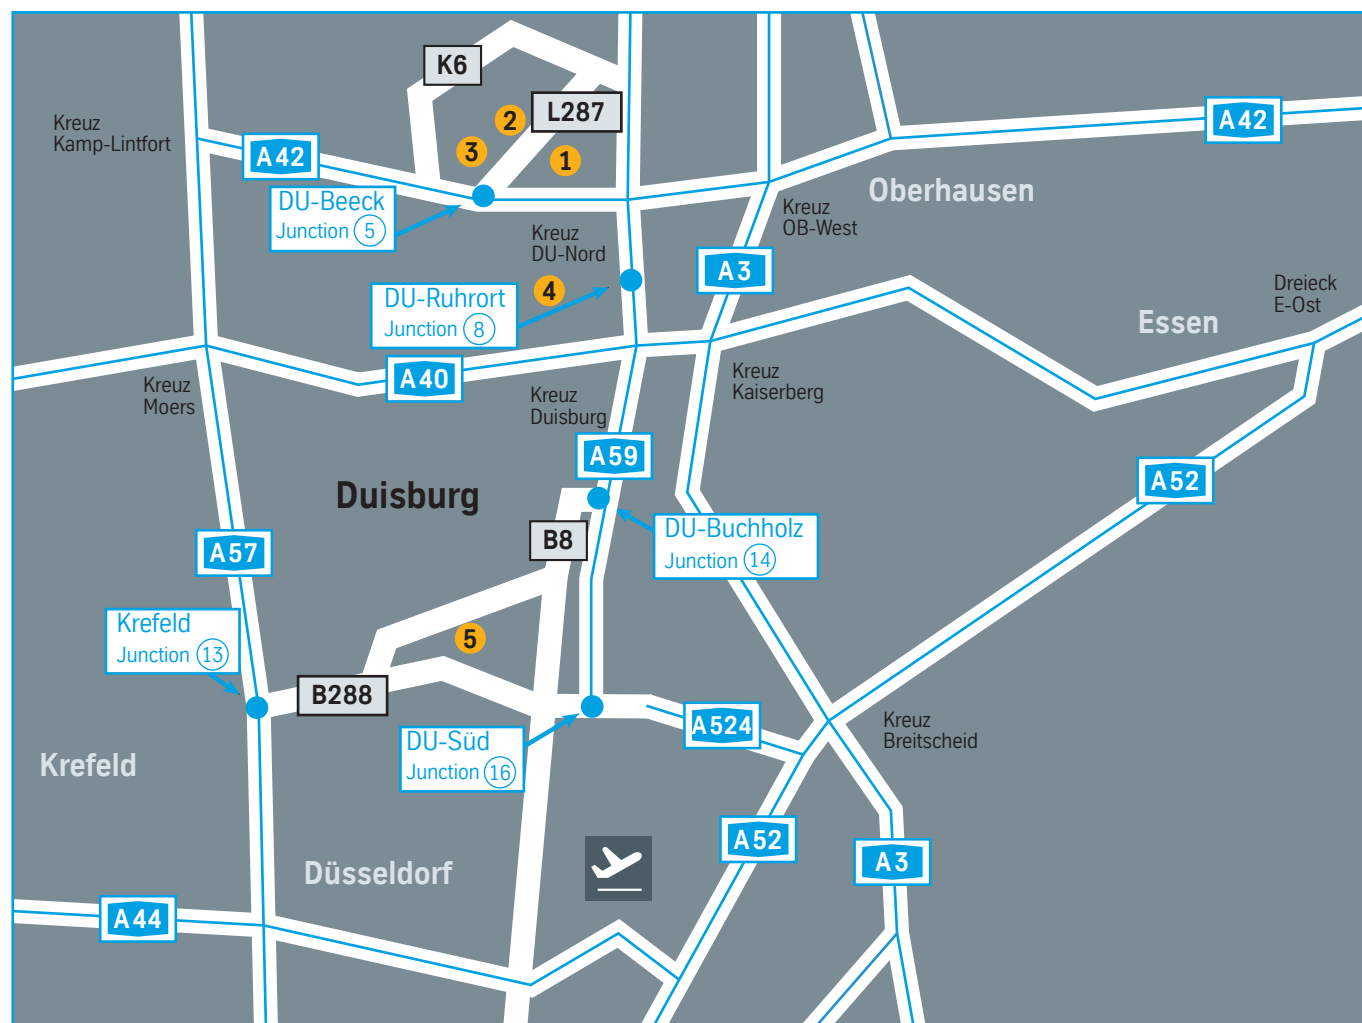 K6
2
L287
Kreuz
Kamp-Lintfort
A42
3
1
A42
DU-Beeck
Junction 5
Oberhausen
Kreuz
OB-West
Kreuz
DU-Nord
A3
4
DU-Ruhrort
Junction 8
Dreieck
E-Ost
Essen
Kreuz
Moers
A40
Kreuz
Duisburg
Kreuz
Kaiserberg
A59
A52
Duisburg
B8
DU-Buchholz
Junction 14
A57
Krefeld
Junction 13
5
B288
A524
Kreuz
Breitscheid
DU-Süd
Junction 16
Krefeld
A52
A3
Düsseldorf
A44